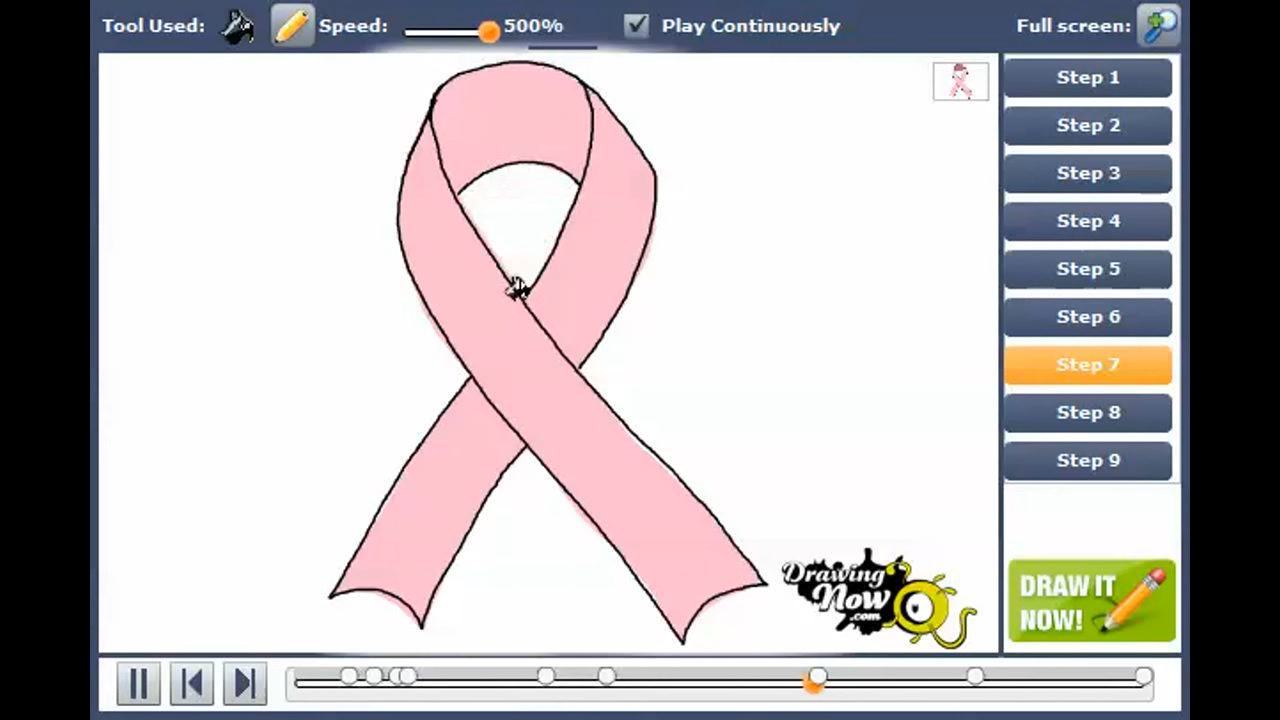 Tool Used: Speed: 500% Play Continuously Full screen:
Step 1
Step 2
Step 3
Step 4
Step 5
Step 6
Step 7
Step 8
Step 9
Drawing
Now
.com
DRAW IT
NOW!